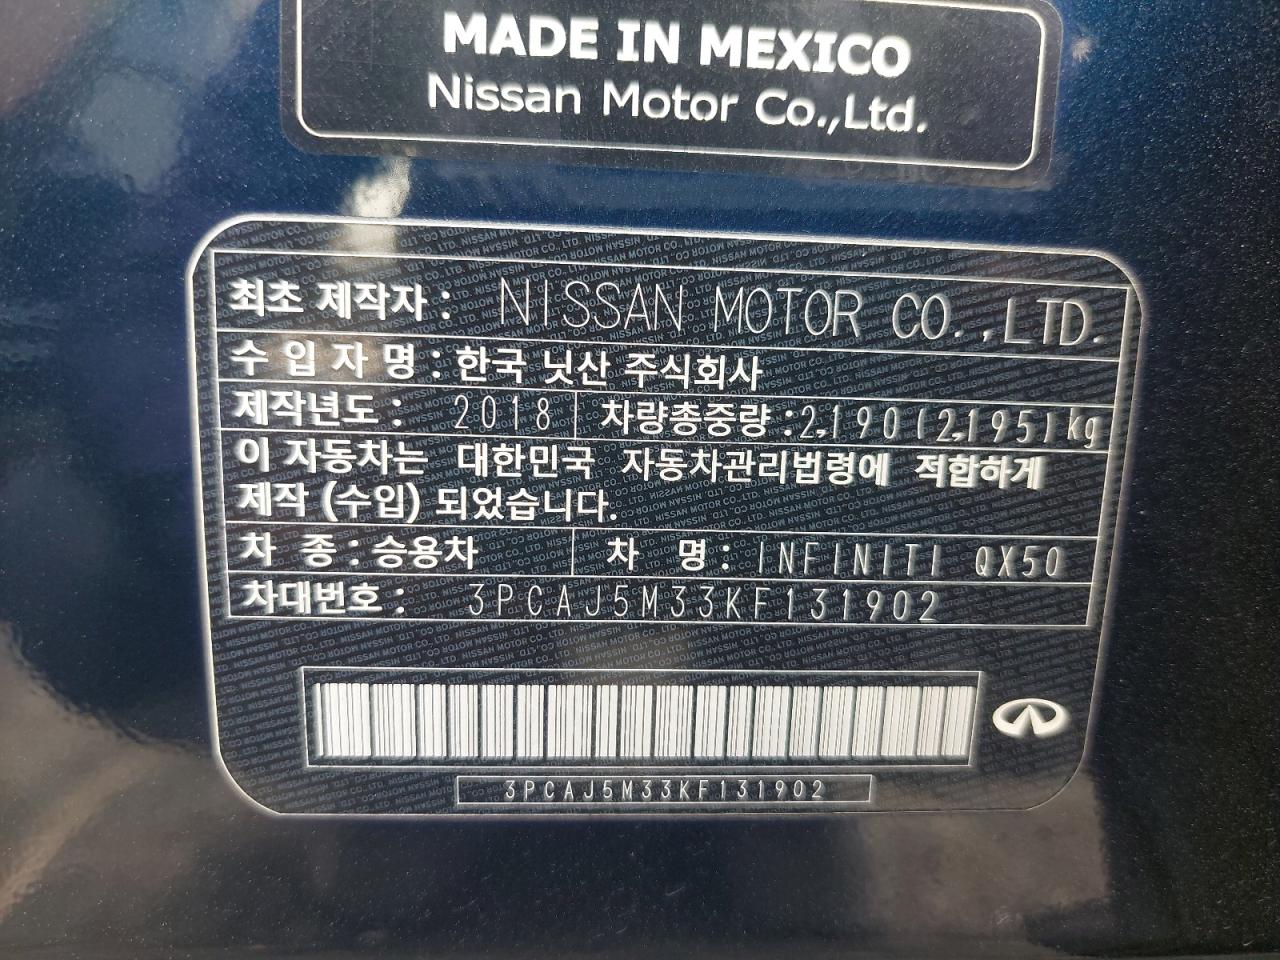 MADE IN MEXICO
Nissan Motor Co.,Ltd.
최초 제작자 : NISSAN MOTOR CO.,LTD.
수 입 자 명 : 한국 닛산 주식회사
제작년도 : 2018 차량총중량 : 2,190 (2,195) kg
이 자동차는 대한민국 자동차관리법령에 적합하게
제작 (수입) 되었습니다.
차 종 : 승용차 차 명 : INFINITI QX50
차대번호 : 3PCAJ5M33KF131902
3PCAJ5M33KF131902